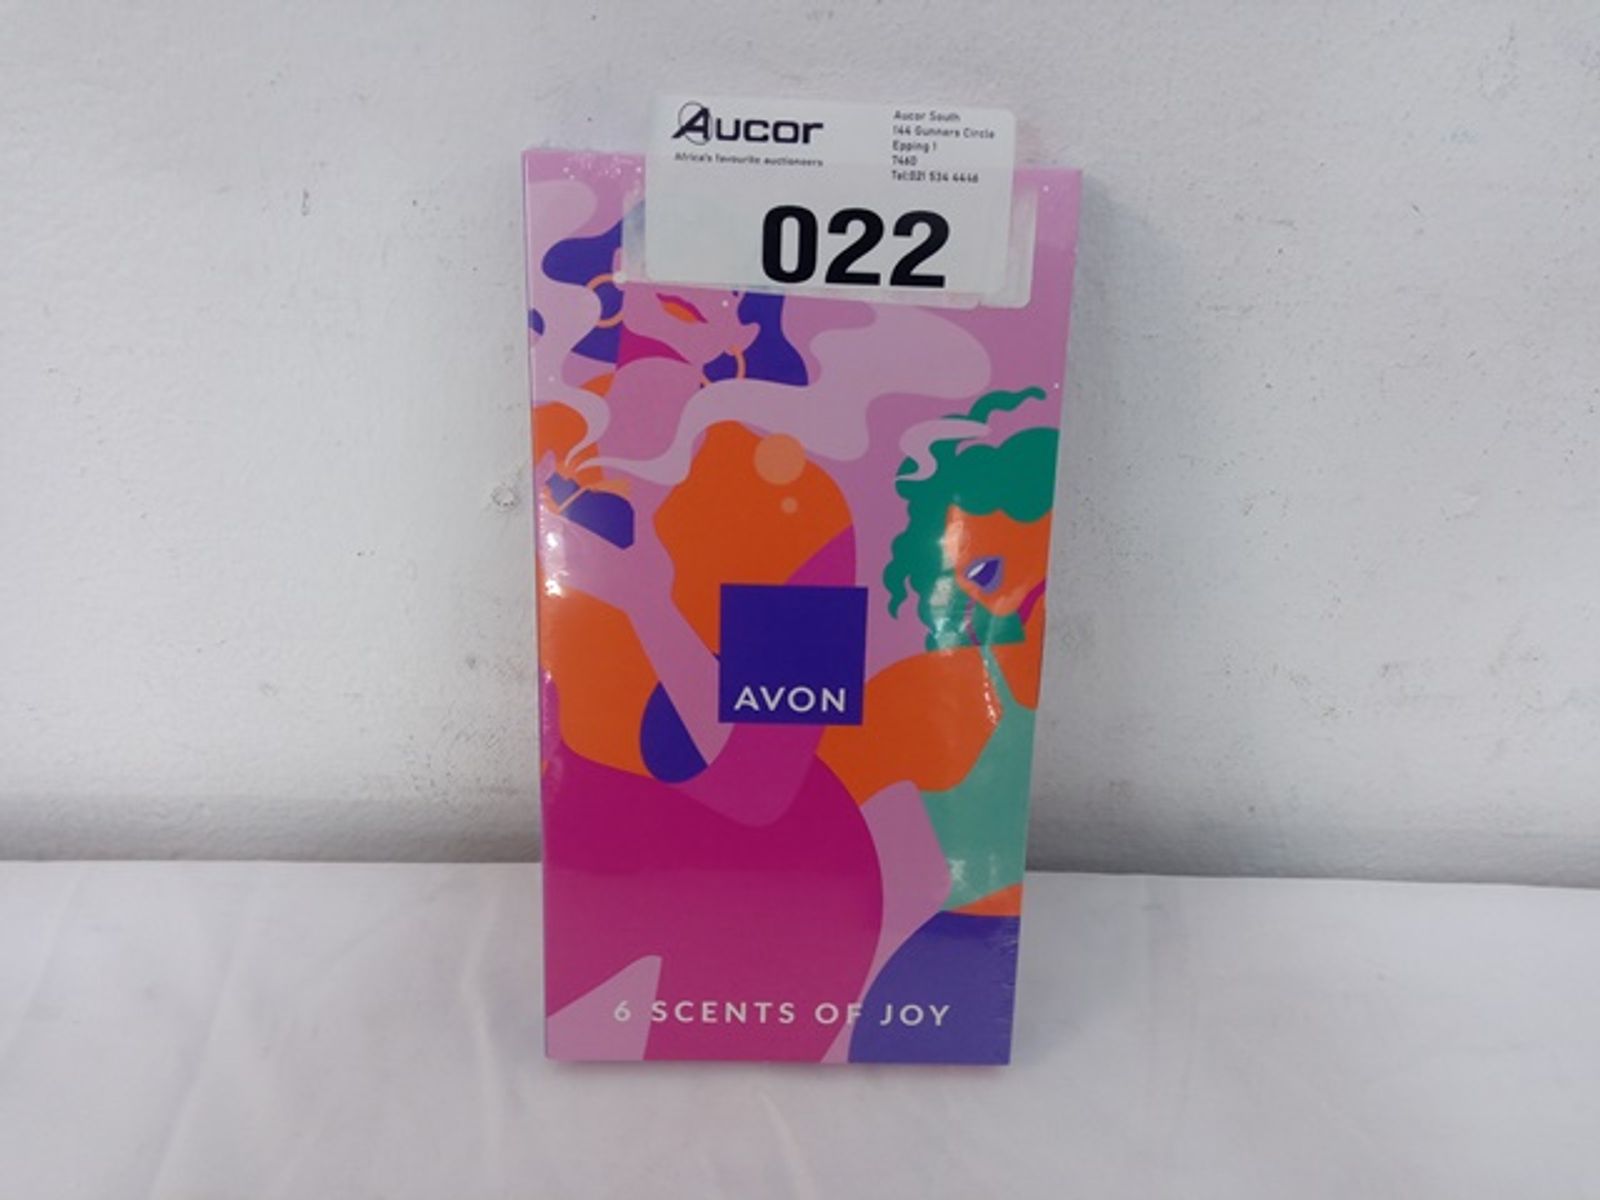 Aucor
Africa's favourite auctioneers
Aucor South
144 Gunners Circle
Epping 1
7460
Tel:021 534 4446
022
AVON
6 SCENTS OF JOY